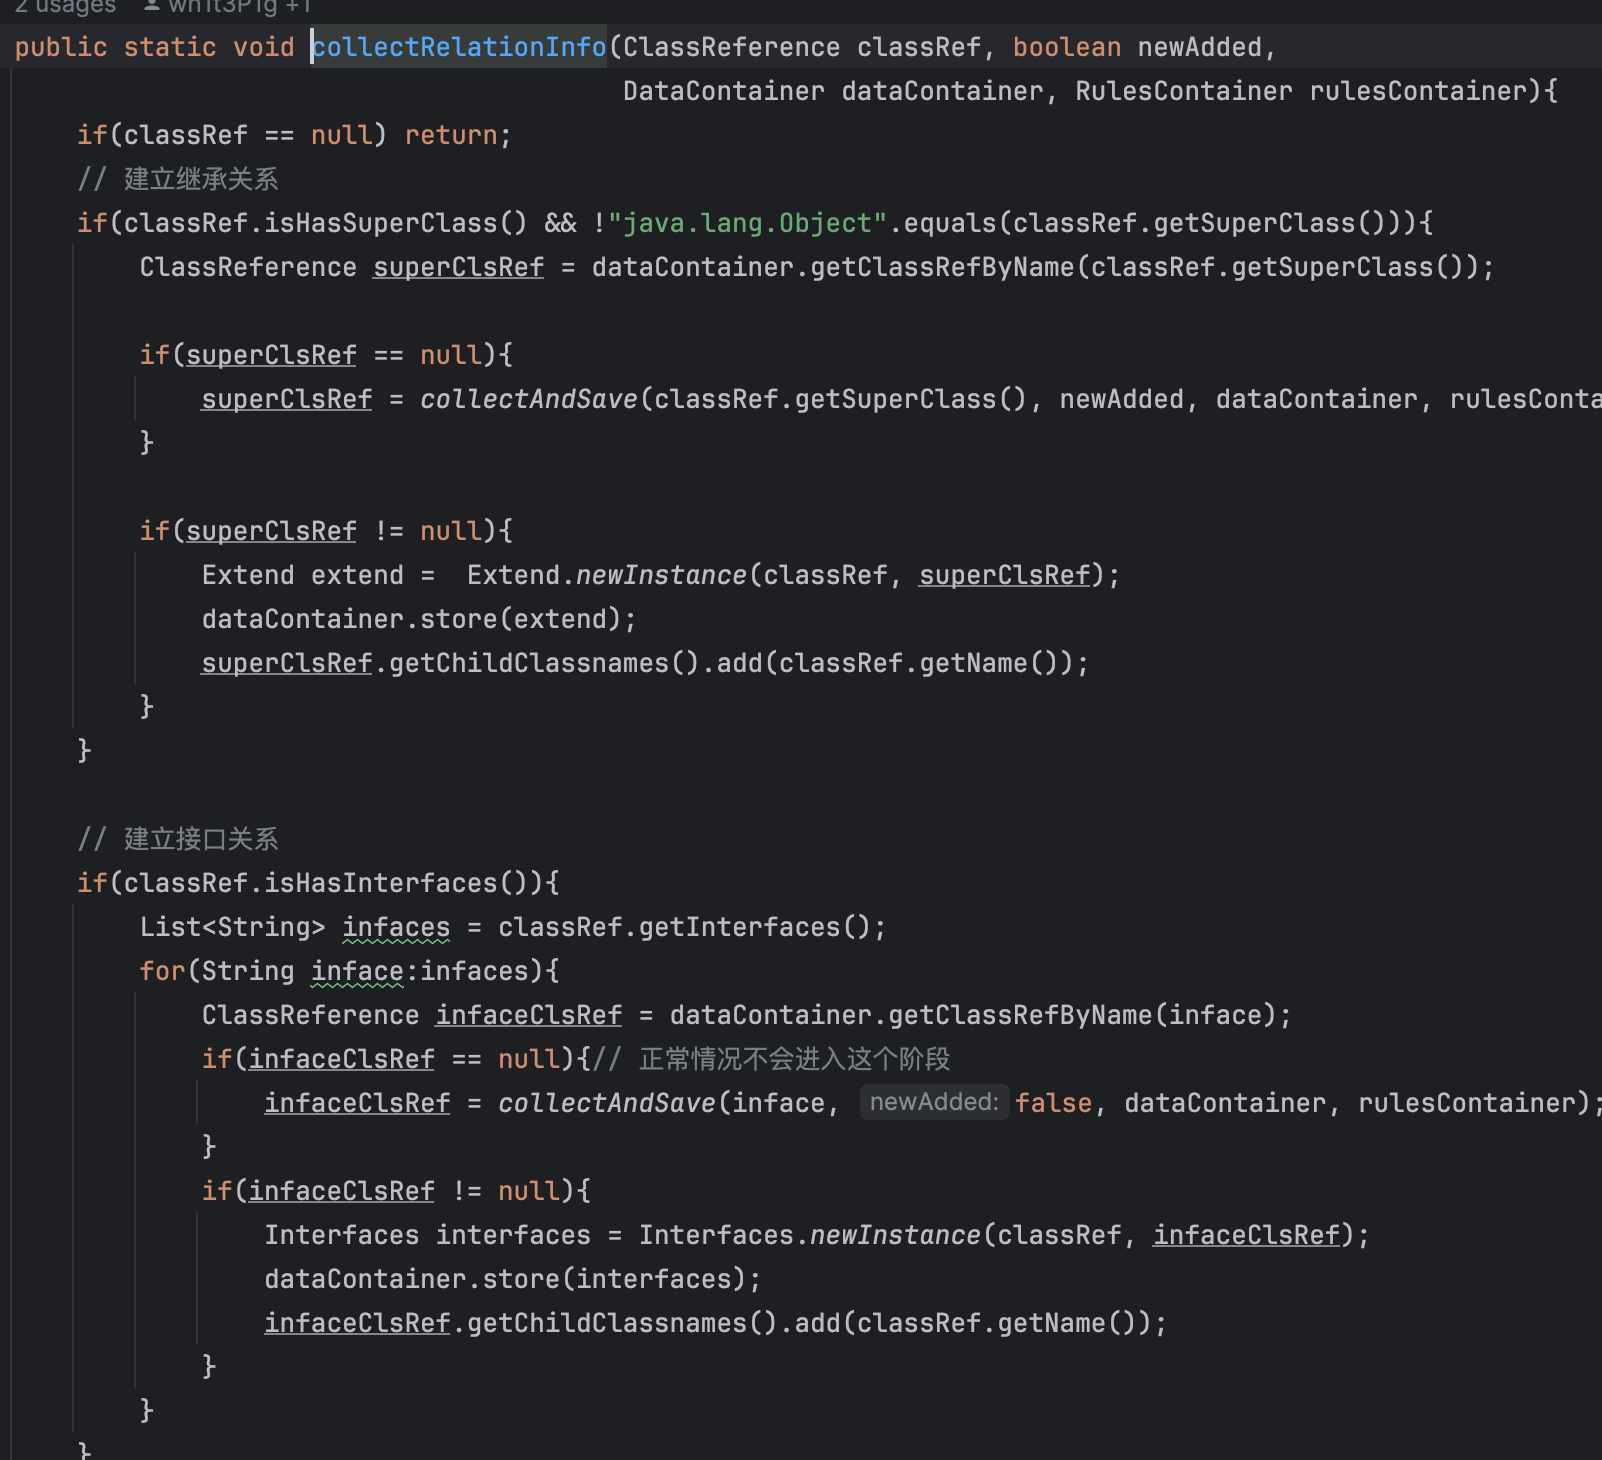 2 usages wh1t3P1g +1
public static void collectRelationInfo(ClassReference classRef, boolean newAdded,
DataContainer dataContainer, RulesContainer rulesContainer){
if(classRef == null) return;
// 建立继承关系
if(classRef.isHasSuperClass() && !"java.lang.Object".equals(classRef.getSuperClass())){
ClassReference superClsRef = dataContainer.getClassRefByName(classRef.getSuperClass());
if(superClsRef == null){
superClsRef = collectAndSave(classRef.getSuperClass(), newAdded, dataContainer, rulesConta
}
if(superClsRef != null){
Extend extend =  Extend.newInstance(classRef, superClsRef);
dataContainer.store(extend);
superClsRef.getChildClassnames().add(classRef.getName());
}
}
// 建立接口关系
if(classRef.isHasInterfaces()){
List<String> infaces = classRef.getInterfaces();
for(String inface:infaces){
ClassReference infaceClsRef = dataContainer.getClassRefByName(inface);
if(infaceClsRef == null){// 正常情况不会进入这个阶段
infaceClsRef = collectAndSave(inface, newAdded: false, dataContainer, rulesContainer);
}
if(infaceClsRef != null){
Interfaces interfaces = Interfaces.newInstance(classRef, infaceClsRef);
dataContainer.store(interfaces);
infaceClsRef.getChildClassnames().add(classRef.getName());
}
}
}